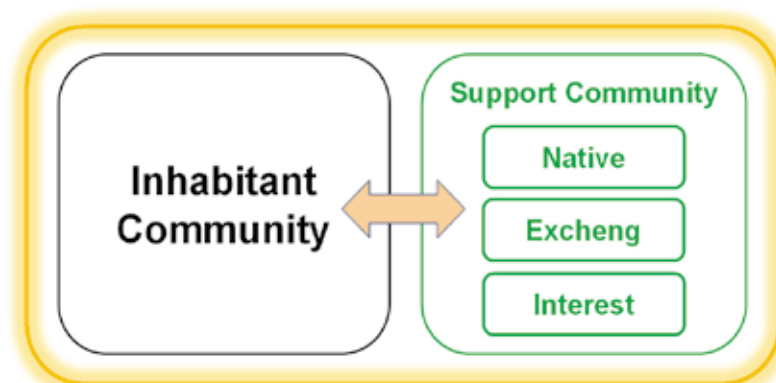 Inhabitant
Community
Support Community
Native
Excheng
Interest